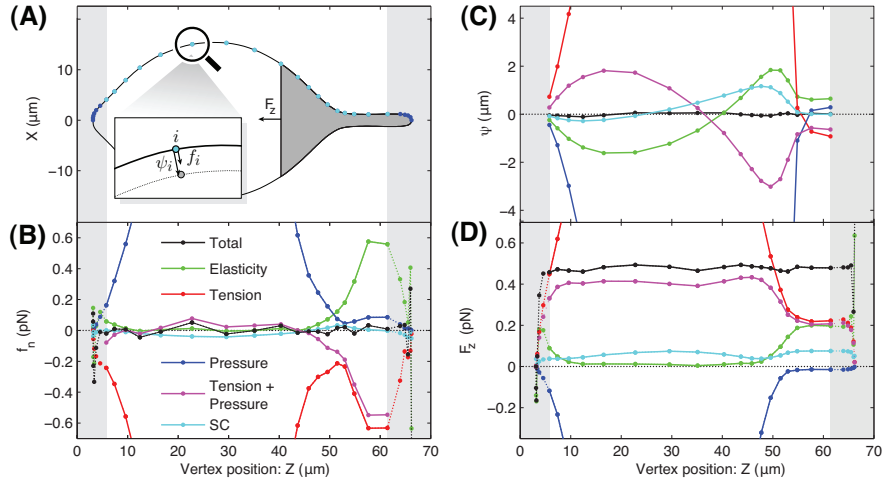 (A)
X (µm)
10
0
−10
F_z
i
ψ_i
f_i
(B)
f_n (pN)
0.6
0.4
0.2
0
−0.2
−0.4
−0.6
Total
Elasticity
Tension
Pressure
Tension +
Pressure
SC
0 10 20 30 40 50 60 70
Vertex position: Z (µm)
(C)
ψ (µm)
4
2
0
−2
−4
(D)
F_z (pN)
0.6
0.4
0.2
0
−0.2
0 10 20 30 40 50 60 70
Vertex position: Z (µm)